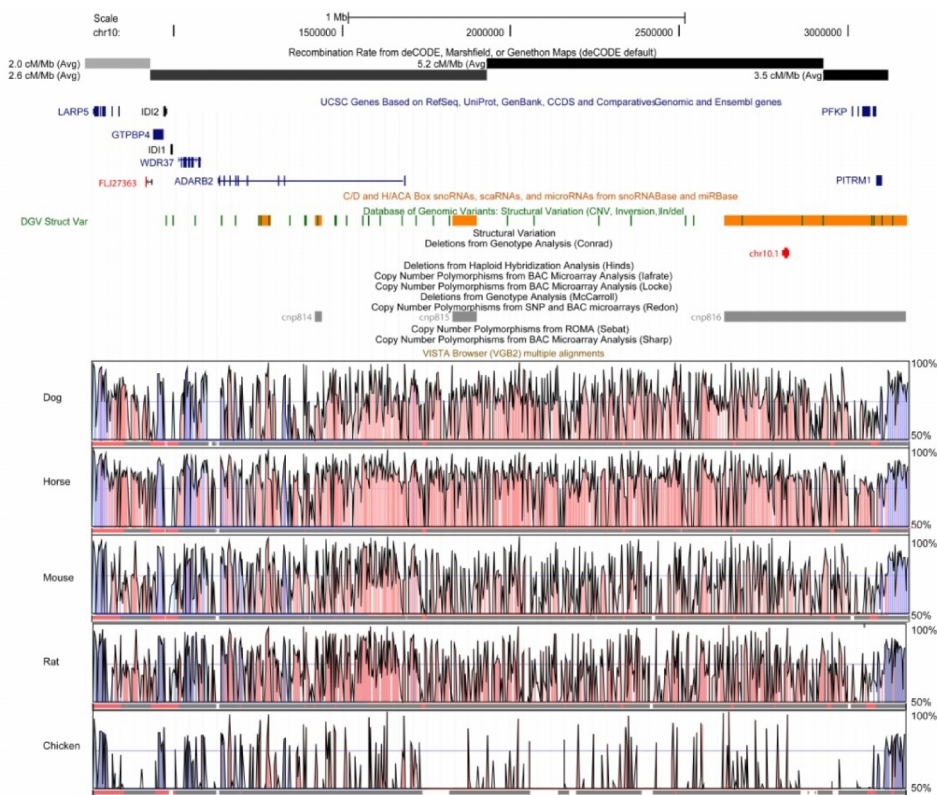 Scale
1 Mb
chr10:
1500000
2000000
2500000
3000000
Recombination Rate from deCODE, Marshfield, or Genethon Maps (deCODE default)
2.0 cM/Mb (Avg)
5.2 cM/Mb (Avg
2.6 cM/Mb (Avg)
3.5 cM/Mb (Avg)
UCSC Genes Based on RefSeq, UniProt, GenBank, CCDS and ComparativesGenomic and Ensembl genes
LARP5
IDI2
PFKP
GTPBP4
IDI1
WDR37
FLJ27363
ADARB2
PITRM1
C/D and H/ACA Box snoRNAs, scaRNAs, and microRNAs from snoRNABase and miRBase
Database of Genomic Variants: Structural Variation (CNV, Inversion,|In/del
DGV Struct Var
Structural Variation
Deletions from Genotype Analysis (Conrad)
chr10.1
Deletions from Haploid Hybridization Analysis (Hinds)
Copy Number Polymorphisms from BAC Microarray Analysis (Iafrate)
Copy Number Polymorphisms from BAC Microarray Analysis (Locke)
Deletions from Genotype Analysis (McCarroll)
Copy Number Polymorphisms from SNP and BAC microarrays (Redon)
cnp814
cnp815
cnp816
Copy Number Polymorphisms from ROMA (Sebat)
Copy Number Polymorphisms from BAC Microarray Analysis (Sharp)
VISTA Browser (VGB2) multiple alignments
100%
Dog
50%
100%
Horse
50%
100%
Mouse
50%
100%
Rat
50%
100%
Chicken
50%